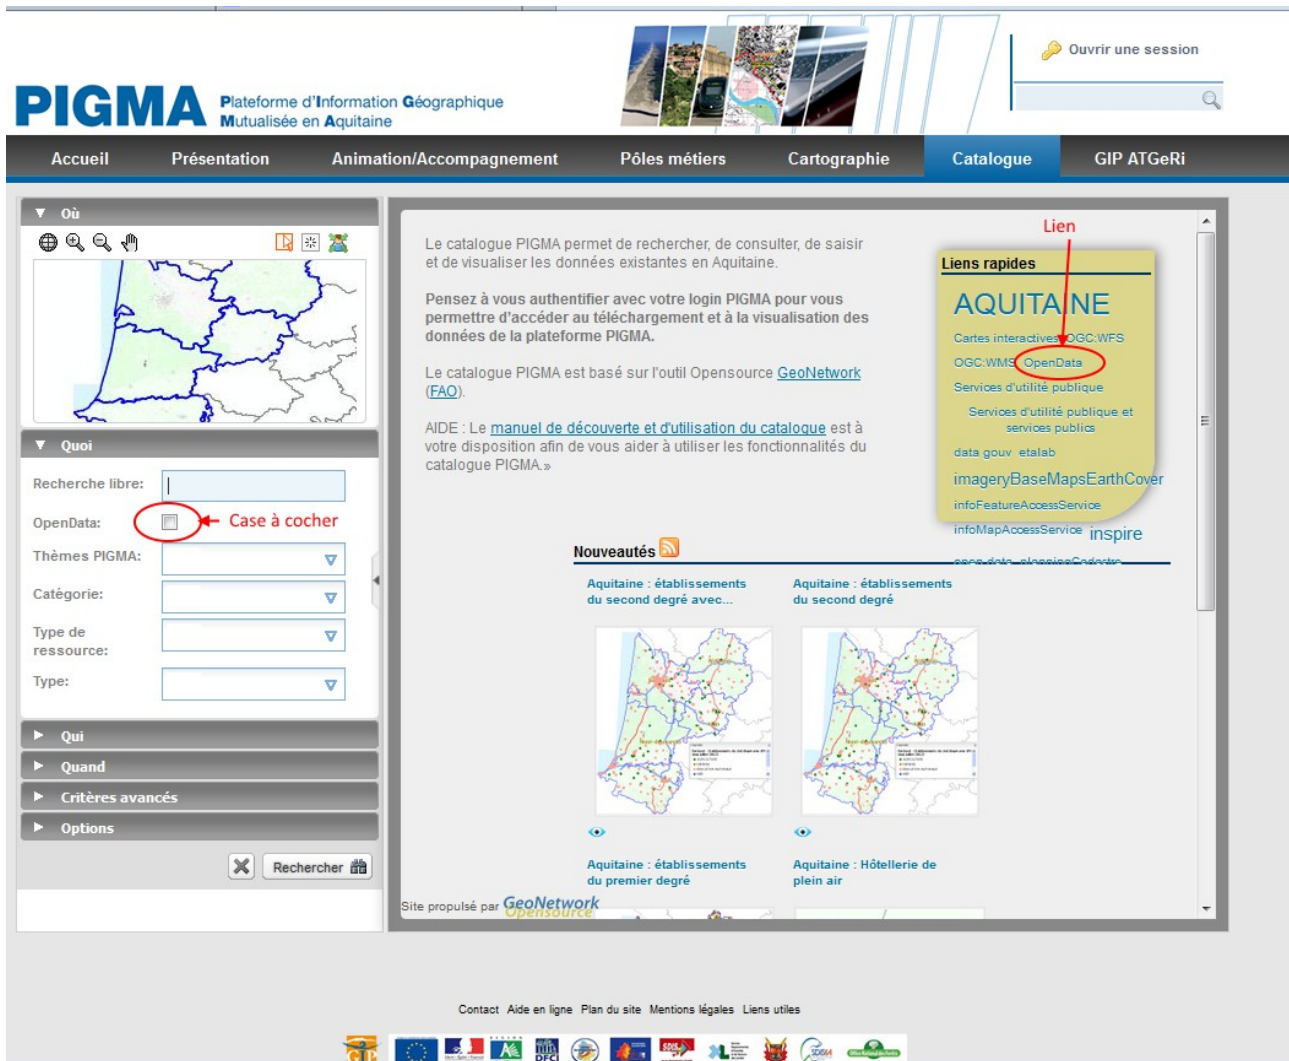 Ouvrir une session
PIGMA
Plateforme d'Information Géographique
Mutualisée en Aquitaine
Accueil Présentation Animation/Accompagnement Pôles métiers Cartographie Catalogue GIP ATGeRi
Où
Quoi
Recherche libre:
OpenData:
Case à cocher
Thèmes PIGMA:
Catégorie:
Type de
ressource:
Type:
Qui
Quand
Critères avancés
Options
Rechercher
Le catalogue PIGMA permet de rechercher, de consulter, de saisir
et de visualiser les données existantes en Aquitaine.
Pensez à vous authentifier avec votre login PIGMA pour vous
permettre d'accéder au téléchargement et à la visualisation des
données de la plateforme PIGMA.
Le catalogue PIGMA est basé sur l'outil Opensource GeoNetwork
(FAO).
AIDE : Le manuel de découverte et d'utilisation du catalogue est à
votre disposition afin de vous aider à utiliser les fonctionnalités du
catalogue PIGMA.»
Lien
Liens rapides
AQUITAINE
Cartes interactives OGC:WFS
OGC:WMS OpenData
Services d'utilité publique
Services d'utilité publique et
services publics
data gouv etalab
imageryBaseMapsEarthCover
infoFeatureAccessService
infoMapAccessService inspire
open data planningCadastre
Nouveautés
Aquitaine : établissements
du second degré avec...
Aquitaine : établissements
du second degré
Aquitaine : établissements
du premier degré
Aquitaine : Hôtellerie de
plein air
Site propulsé par GeoNetwork
Opensource
Contact Aide en ligne Plan du site Mentions légales Liens utiles
GIP
DFCI